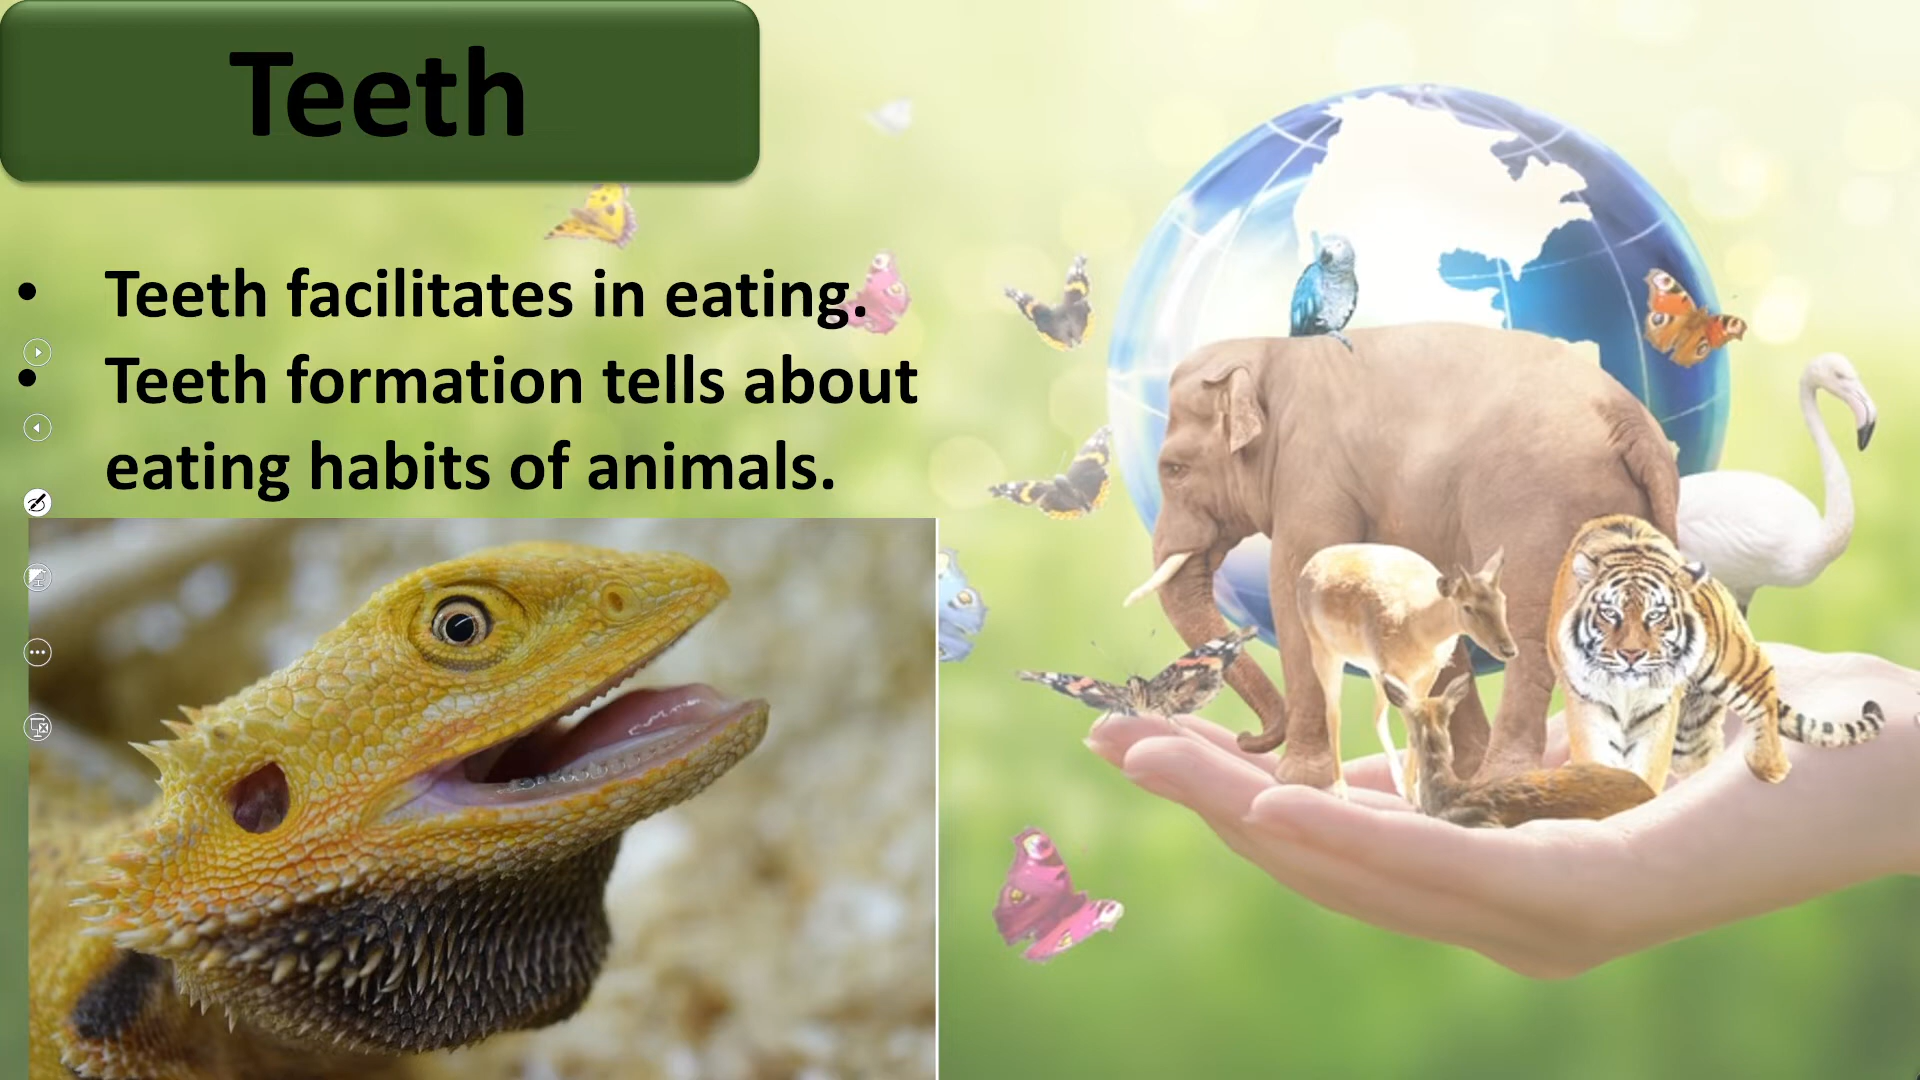 Teeth
• Teeth facilitates in eating.
• Teeth formation tells about
eating habits of animals.